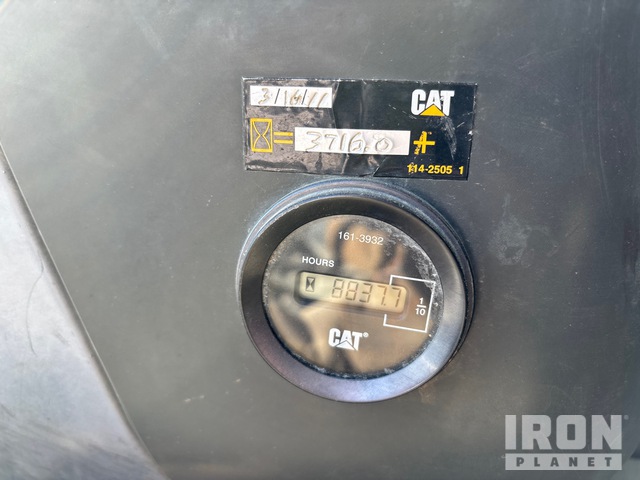 3/16/11
CAT
= 3716.0 +
114-2505 1
161-3932
HOURS
8837.7
1/10
CAT®
IRON
PLANET